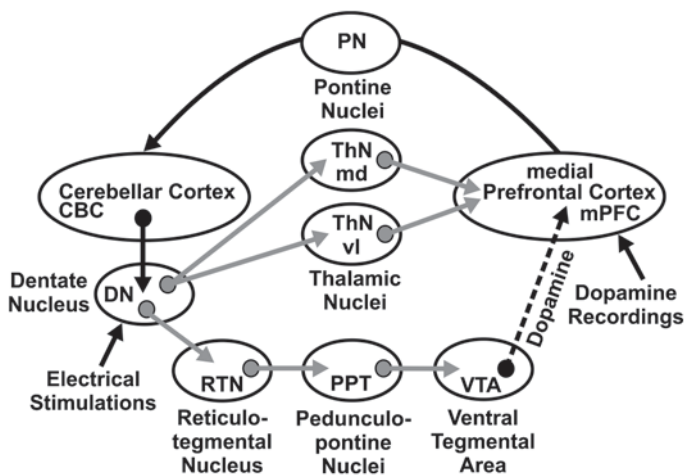 PN
Pontine
Nuclei
ThN
md
medial
Prefrontal Cortex
mPFC
Cerebellar Cortex
CBC
ThN
vl
Thalamic
Nuclei
Dentate
Nucleus
DN
Dopamine
Dopamine
Recordings
Electrical
Stimulations
RTN
PPT
VTA
Reticulo-
tegmental
Nucleus
Pedunculo-
pontine
Nuclei
Ventral
Tegmental
Area